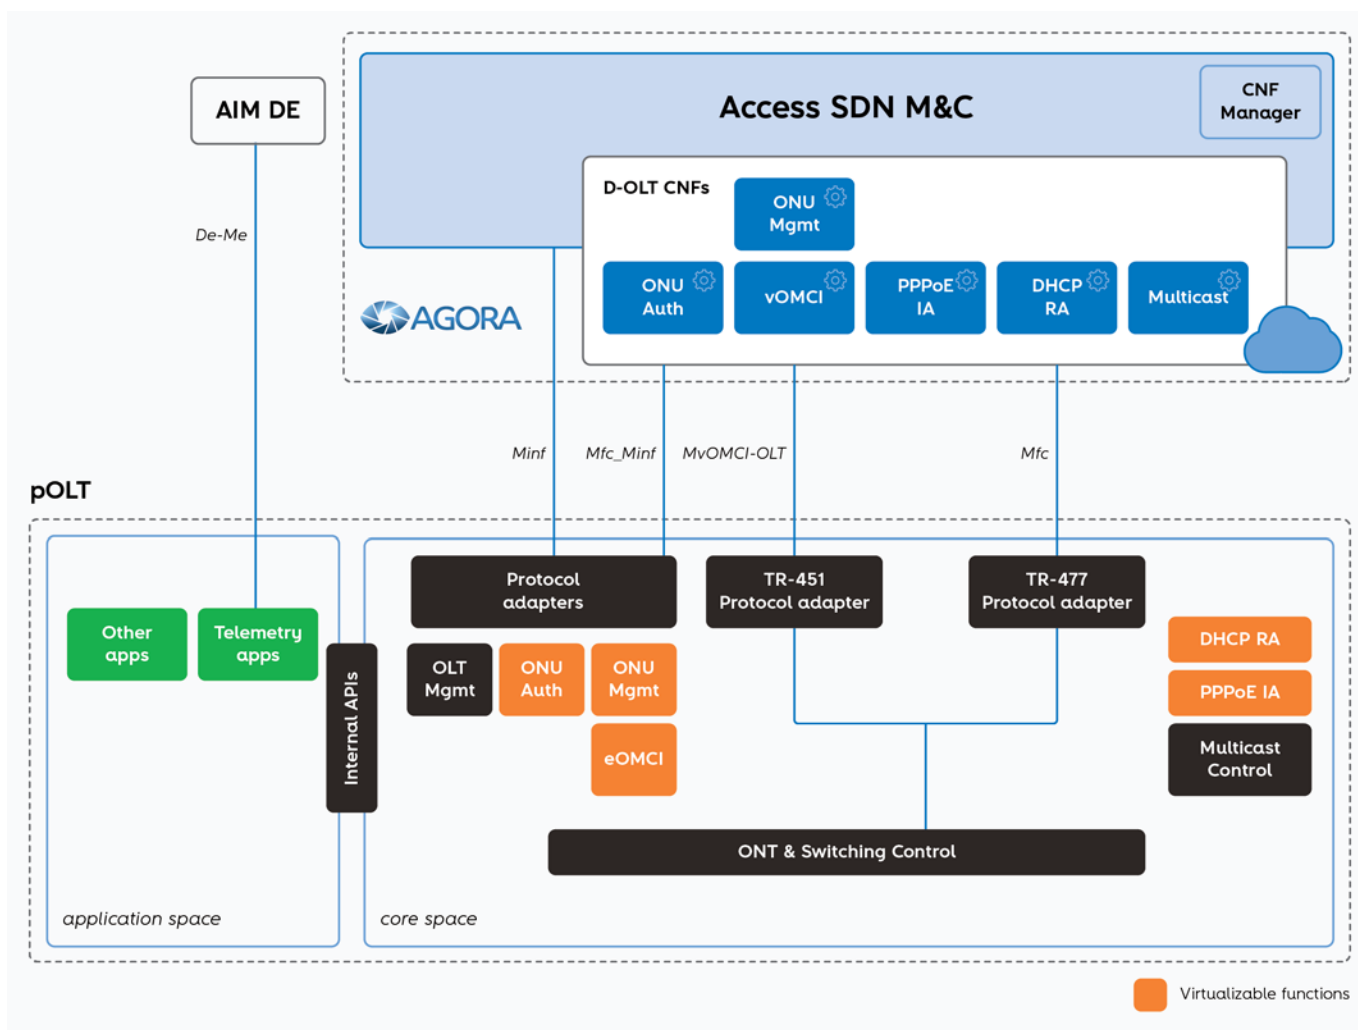 AIM DE
Access SDN M&C
CNF
Manager
D-OLT CNFs
ONU
Mgmt
ONU
Auth
vOMCI
PPPoE
IA
DHCP
RA
Multicast
AGORA
De-Me
Minf
Mfc_Minf
MvOMCI-OLT
Mfc
pOLT
Protocol
adapters
TR-451
Protocol adapter
TR-477
Protocol adapter
Other
apps
Telemetry
apps
Internal APIs
OLT
Mgmt
ONU
Auth
ONU
Mgmt
eOMCI
DHCP RA
PPPoE IA
Multicast
Control
ONT & Switching Control
application space
core space
Virtualizable functions